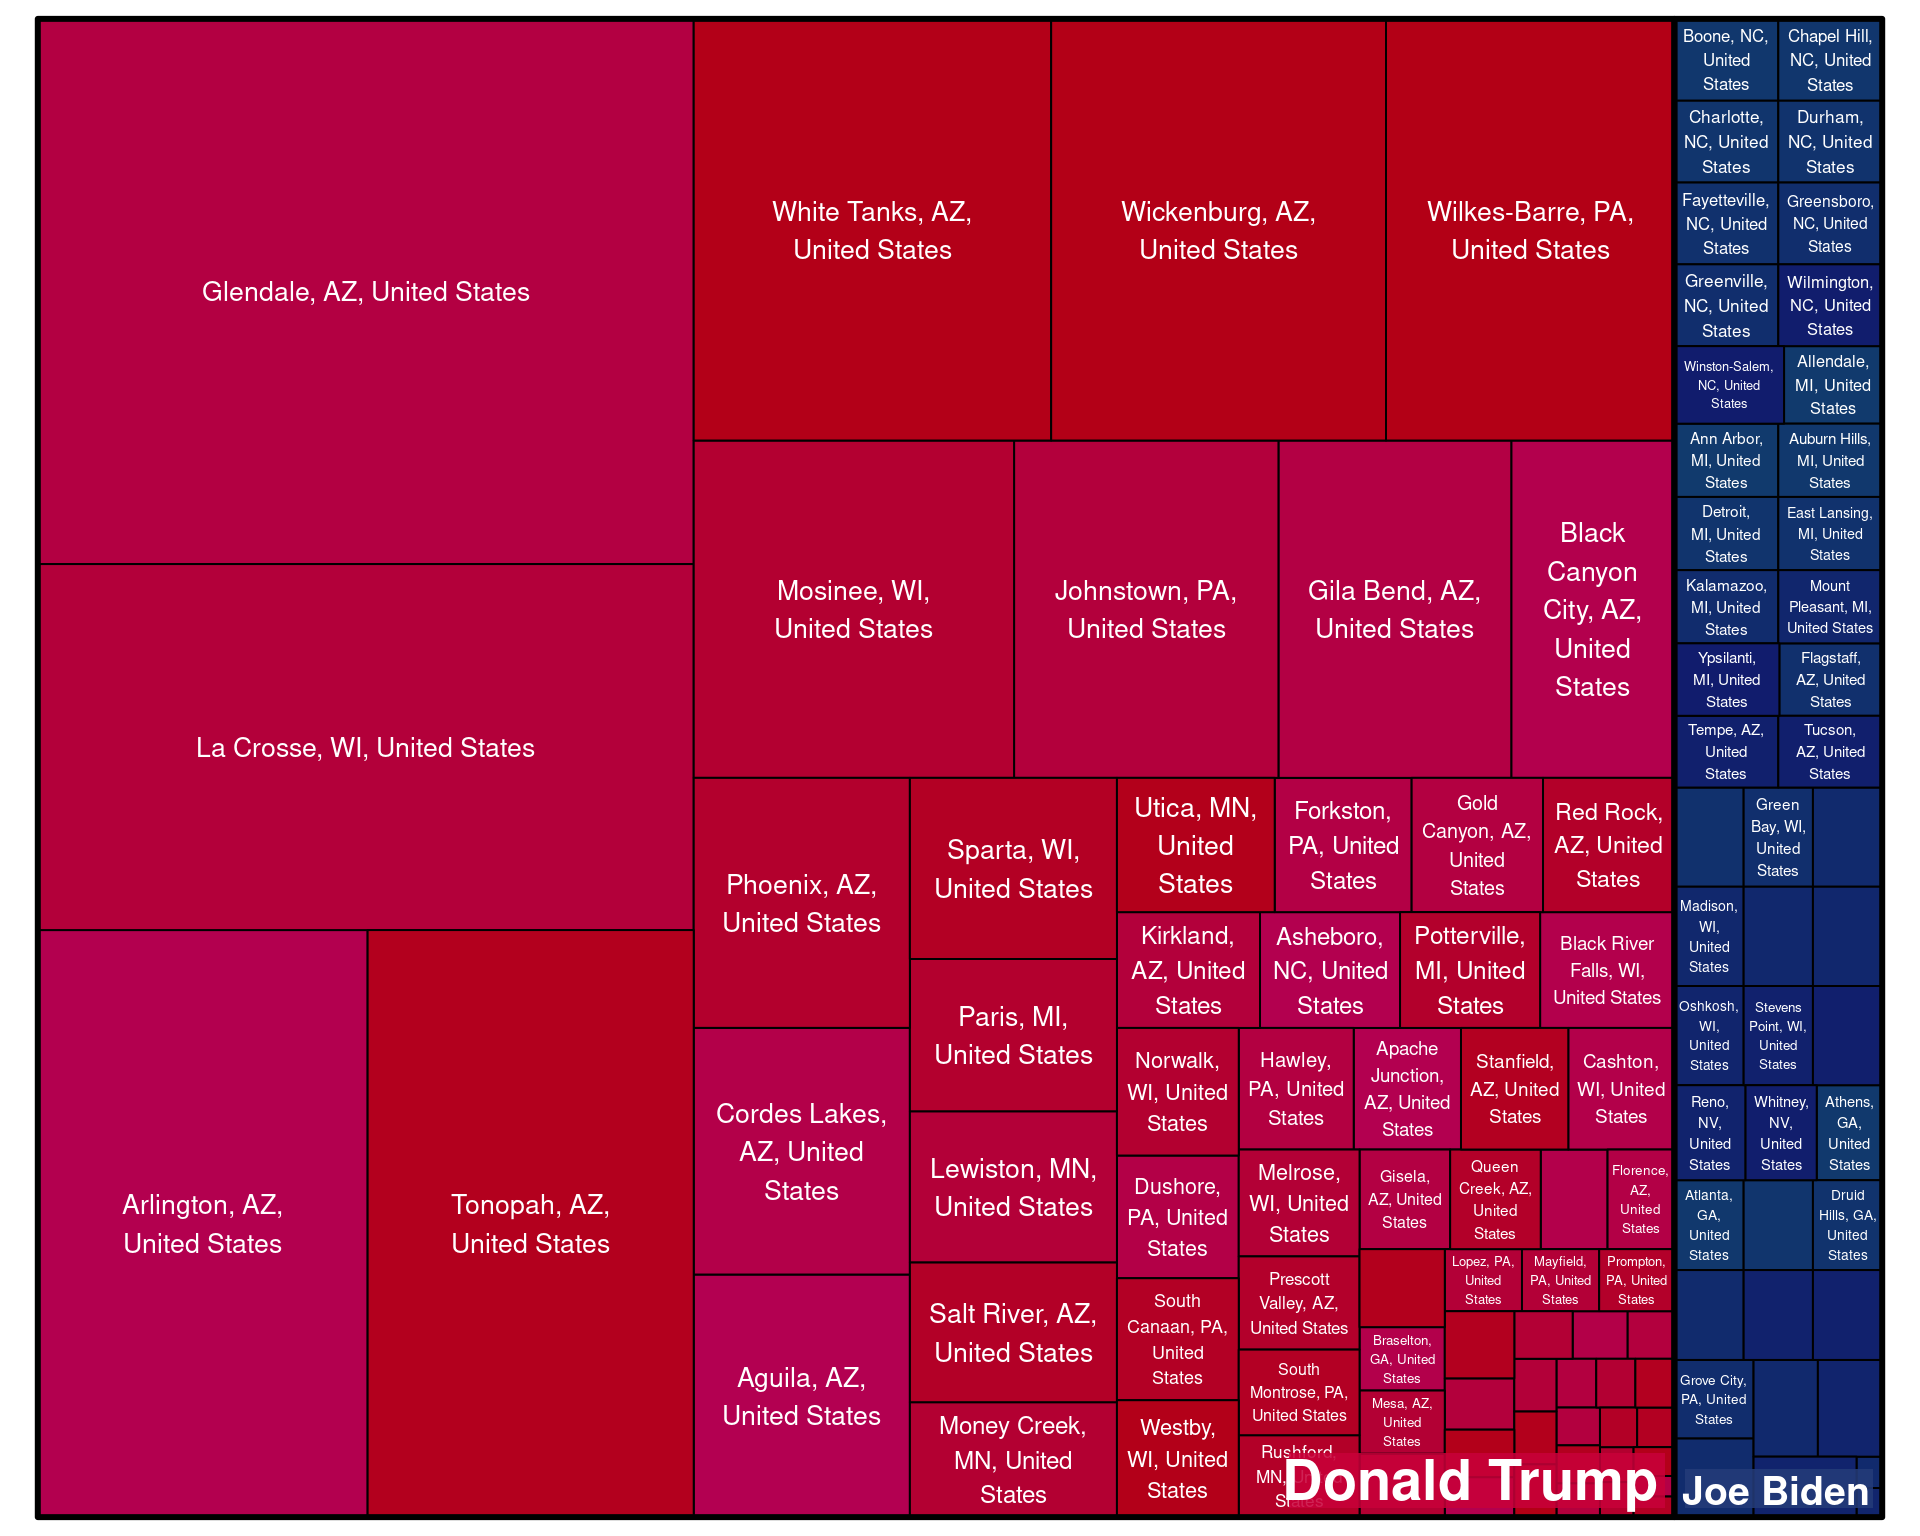 Glendale, AZ, United States
La Crosse, WI, United States
Arlington, AZ,
United States
Tonopah, AZ,
United States
White Tanks, AZ,
United States
Wickenburg, AZ,
United States
Wilkes-Barre, PA,
United States
Mosinee, WI,
United States
Johnstown, PA,
United States
Gila Bend, AZ,
United States
Black
Canyon
City, AZ,
United
States
Phoenix, AZ,
United States
Cordes Lakes,
AZ, United
States
Aguila, AZ,
United States
Sparta, WI,
United States
Paris, MI,
United States
Lewiston, MN,
United States
Salt River, AZ,
United States
Money Creek,
MN, United
States
Utica, MN,
United
States
Forkston,
PA, United
States
Gold
Canyon, AZ,
United
States
Red Rock,
AZ, United
States
Kirkland,
AZ, United
States
Asheboro,
NC, United
States
Potterville,
MI, United
States
Black River
Falls, WI,
United States
Norwalk,
WI, United
States
Dushore,
PA, United
States
South
Canaan, PA,
United
States
Westby,
WI, United
States
Hawley,
PA, United
States
Apache
Junction,
AZ, United
States
Stanfield,
AZ, United
States
Cashton,
WI, United
States
Melrose,
WI, United
States
Prescott
Valley, AZ,
United States
South
Montrose, PA,
United States
Rushford,
MN, United
States
Gisela,
AZ, United
States
Queen
Creek, AZ,
United
States
Florence,
AZ,
United
States
Braselton,
GA, United
States
Mesa, AZ,
United
States
Lopez, PA,
United
States
Mayfield,
PA, United
States
Prompton,
PA, United
States
Donald Trump
Boone, NC,
United
States
Chapel Hill,
NC, United
States
Charlotte,
NC, United
States
Durham,
NC, United
States
Fayetteville,
NC, United
States
Greensboro,
NC, United
States
Greenville,
NC, United
States
Wilmington,
NC, United
States
Winston-Salem,
NC, United
States
Allendale,
MI, United
States
Ann Arbor,
MI, United
States
Auburn Hills,
MI, United
States
Detroit,
MI, United
States
East Lansing,
MI, United
States
Kalamazoo,
MI, United
States
Mount
Pleasant, MI,
United States
Ypsilanti,
MI, United
States
Flagstaff,
AZ, United
States
Tempe, AZ,
United
States
Tucson,
AZ, United
States
Green
Bay, WI,
United
States
Madison,
WI,
United
States
Oshkosh,
WI,
United
States
Stevens
Point, WI,
United
States
Reno,
NV,
United
States
Whitney,
NV,
United
States
Athens,
GA,
United
States
Atlanta,
GA,
United
States
Druid
Hills, GA,
United
States
Grove City,
PA, United
States
Joe Biden